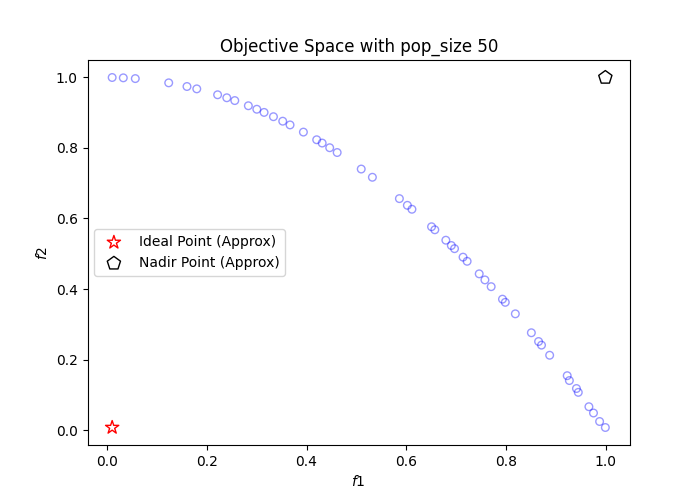 Objective Space with pop_size 50
1.0
0.8
0.6
0.4
0.2
0.0
f2
Ideal Point (Approx)
Nadir Point (Approx)
0.0 0.2 0.4 0.6 0.8 1.0
f1